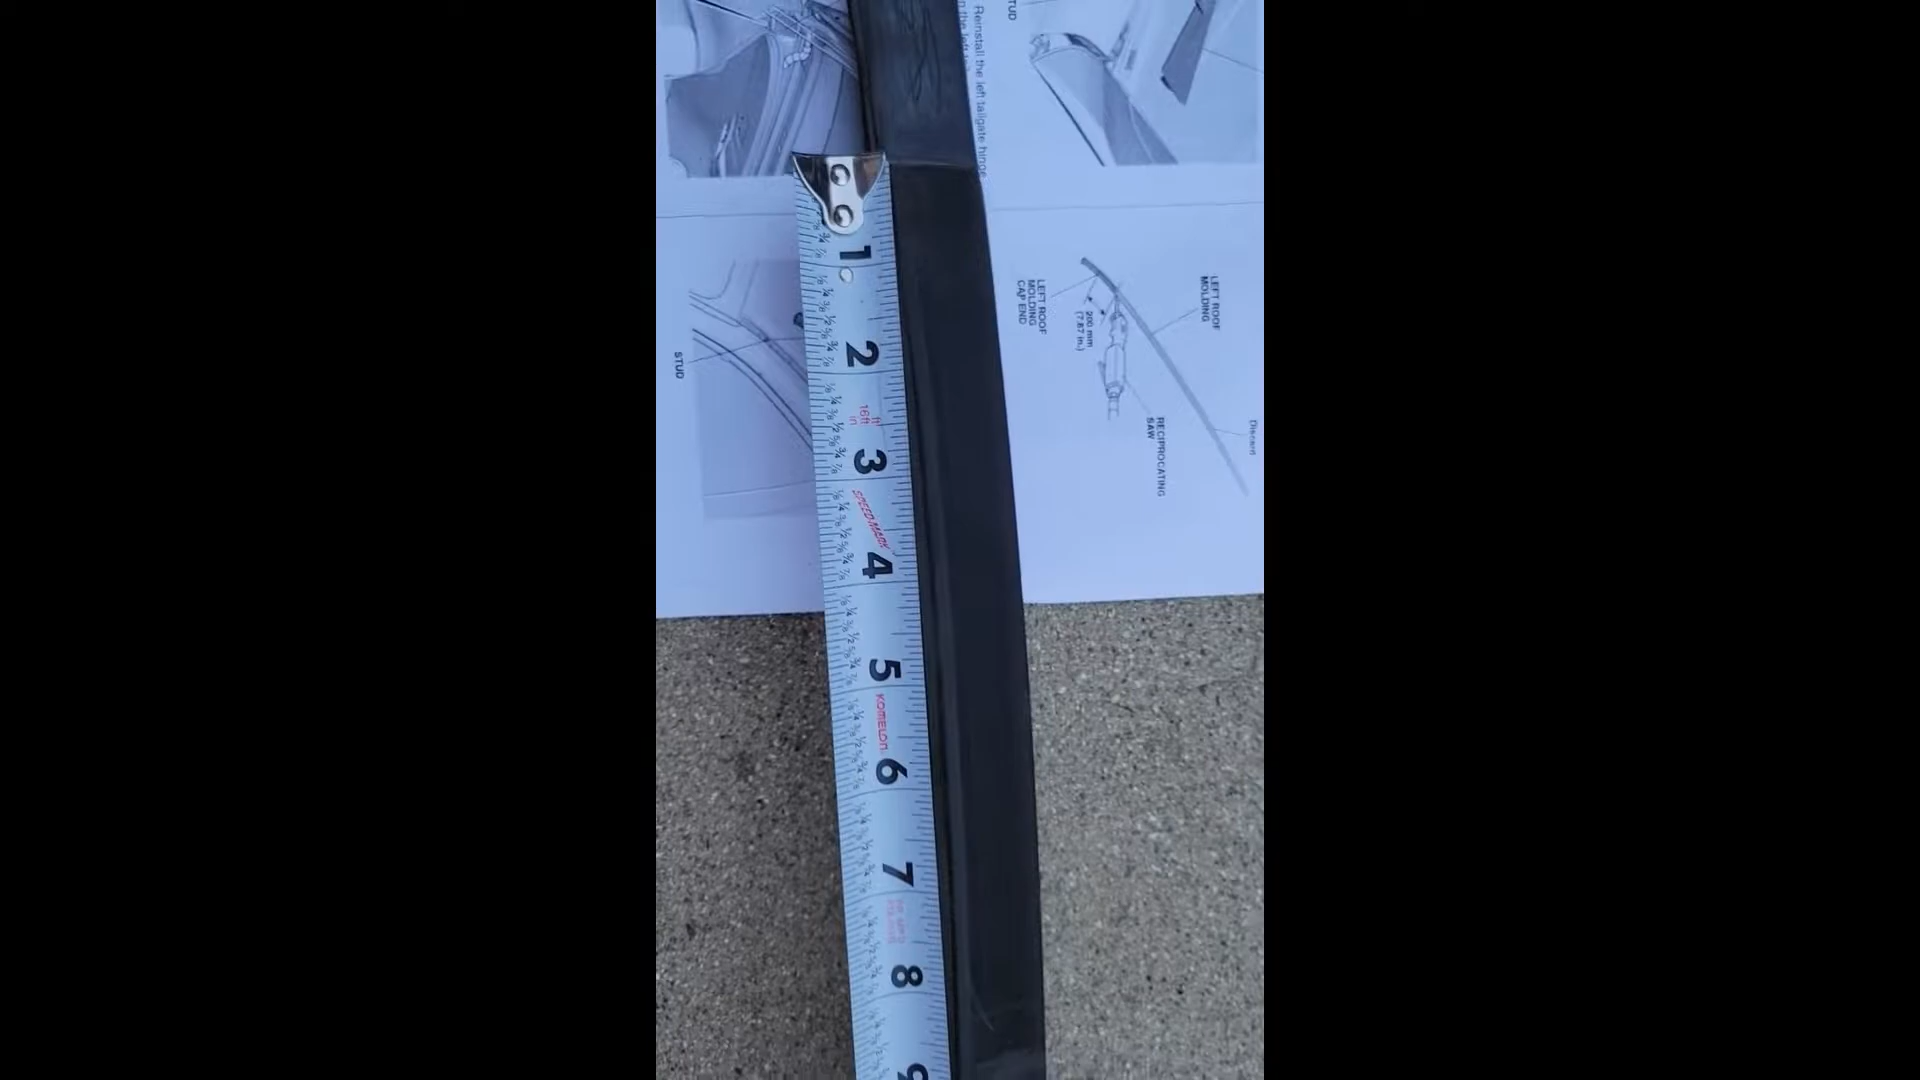 Reinstall the left tailgate hinge
STUD
LEFT ROOF
MOLDING
LEFT ROOF
MOLDING
CAP END
200 mm
(7.87 in.)
RECIPROCATING
SAW
Discard
STUD
1
2
16ft
3
SPEED MARK
4
5
KOMELON
6
7
8
9